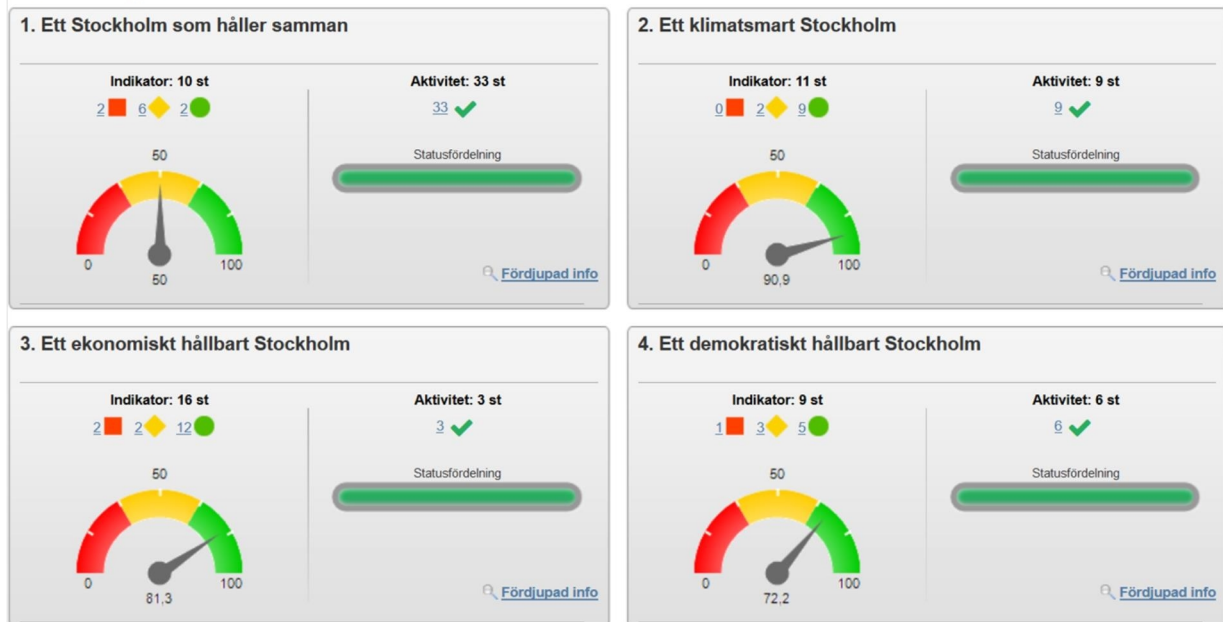 1. Ett Stockholm som håller samman
Indikator: 10 st
2 6 2
50
0 100
50
Aktivitet: 33 st
33
Statusfördelning
Fördjupad info
2. Ett klimatsmart Stockholm
Indikator: 11 st
0 2 9
50
0 100
90,9
Aktivitet: 9 st
9
Statusfördelning
Fördjupad info
3. Ett ekonomiskt hållbart Stockholm
Indikator: 16 st
2 2 12
50
0 100
81,3
Aktivitet: 3 st
3
Statusfördelning
Fördjupad info
4. Ett demokratiskt hållbart Stockholm
Indikator: 9 st
1 3 5
50
0 100
72,2
Aktivitet: 6 st
6
Statusfördelning
Fördjupad info